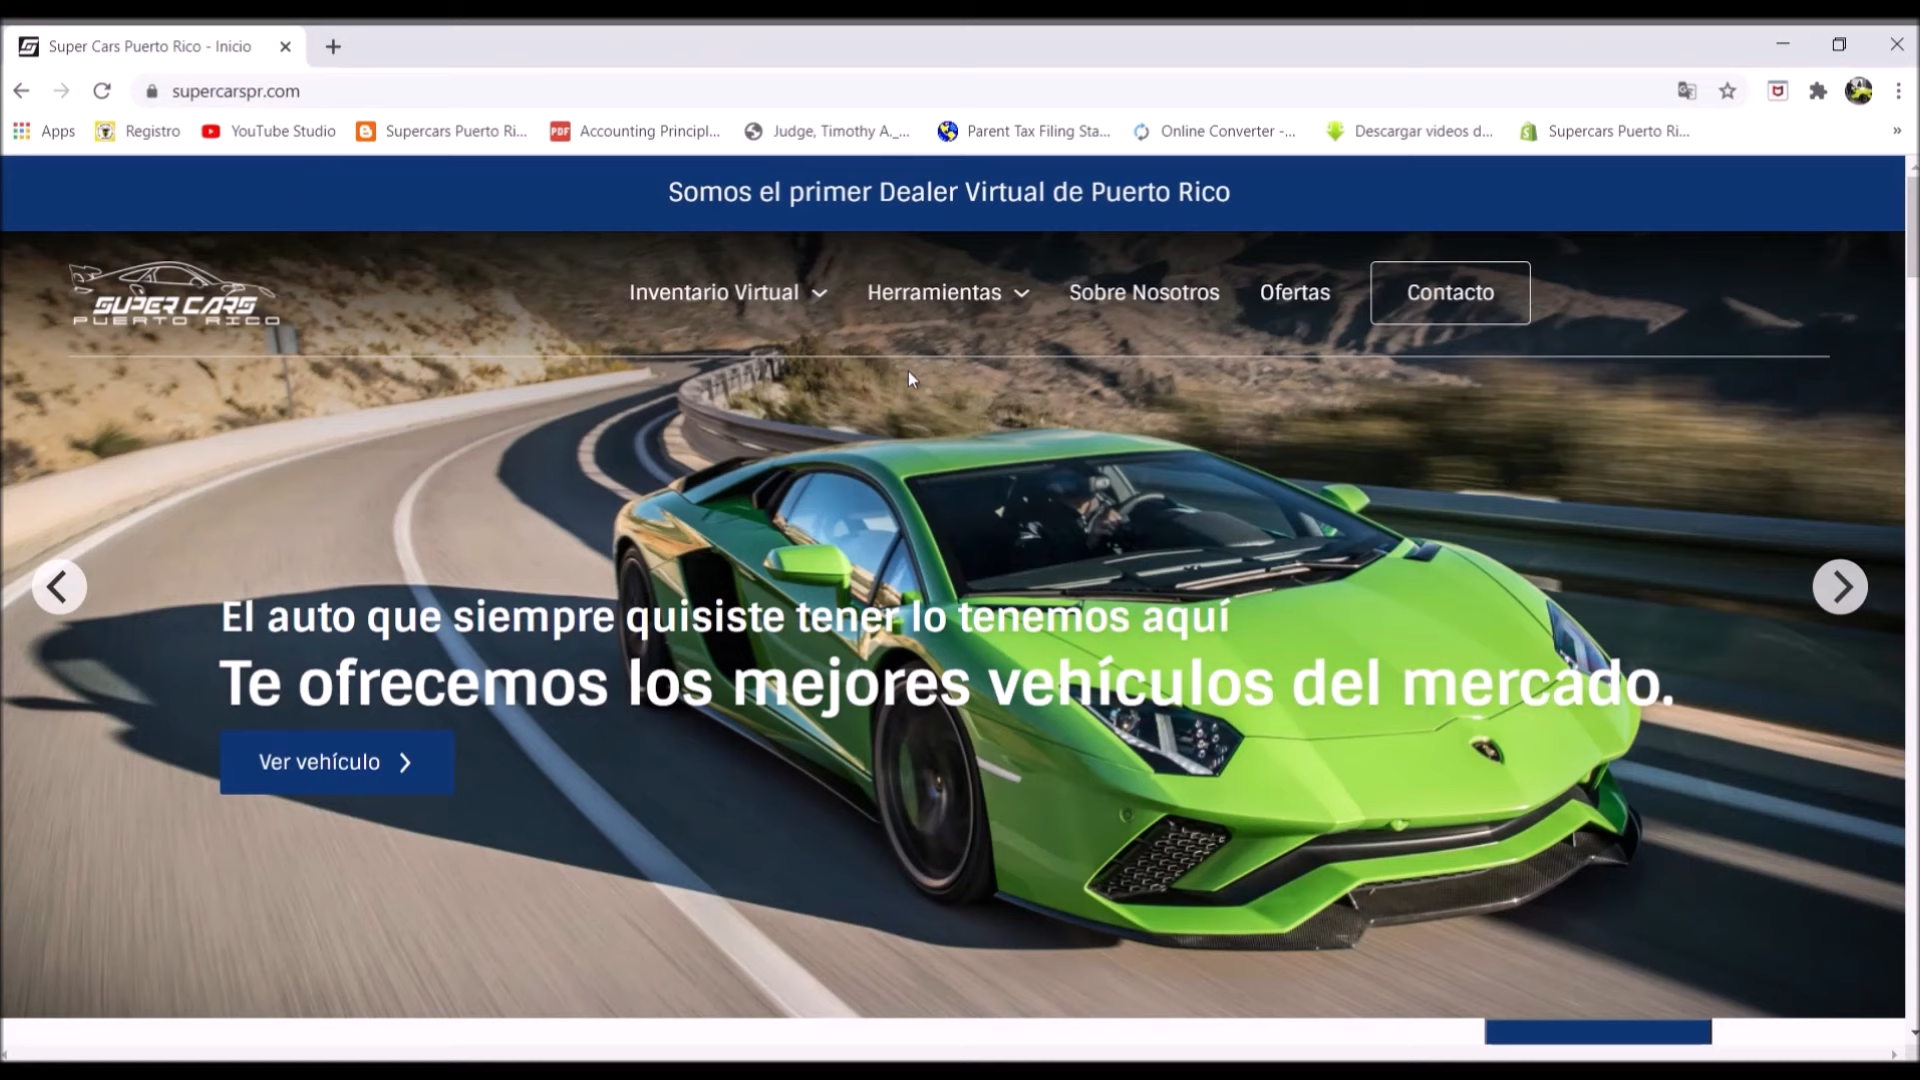 Super Cars Puerto Rico - Inicio
supercarspr.com
Apps
Registro
YouTube Studio
Supercars Puerto Ri...
PDF
Accounting Principl...
Judge, Timothy A._...
Parent Tax Filing Sta...
Online Converter -...
Descargar videos d...
Supercars Puerto Ri...
Somos el primer Dealer Virtual de Puerto Rico
SUPER CARS
PUERTO RICO
Inventario Virtual
Herramientas
Sobre Nosotros
Ofertas
Contacto
El auto que siempre quisiste tener lo tenemos aquí
Te ofrecemos los mejores vehículos del mercado.
Ver vehículo